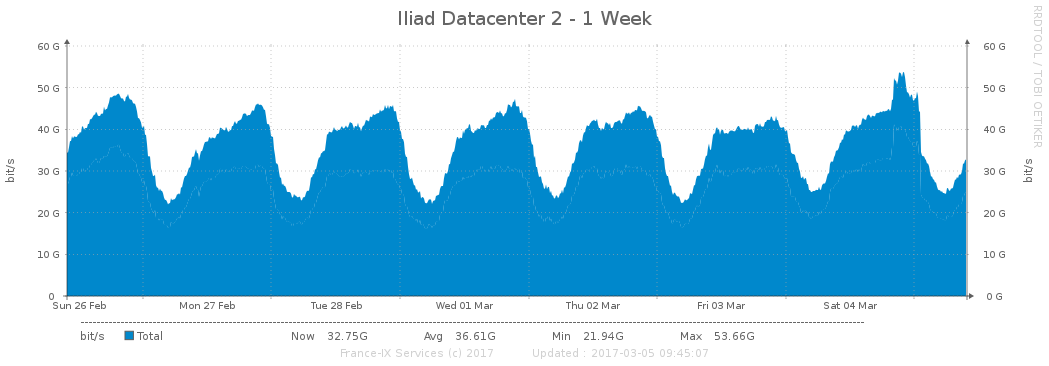 Iliad Datacenter 2 - 1 Week
RRDTOOL / TOBI OETIKER
60 G 60 G
50 G 50 G
40 G 40 G
30 G 30 G
20 G 20 G
10 G 10 G
0 0 G
bit/s
bit/s
Sun 26 Feb Mon 27 Feb Tue 28 Feb Wed 01 Mar Thu 02 Mar Fri 03 Mar Sat 04 Mar
bit/s Total Now 32.75G Avg 36.61G Min 21.94G Max 53.66G
France-IX Services (c) 2017 Updated : 2017-03-05 09:45:07